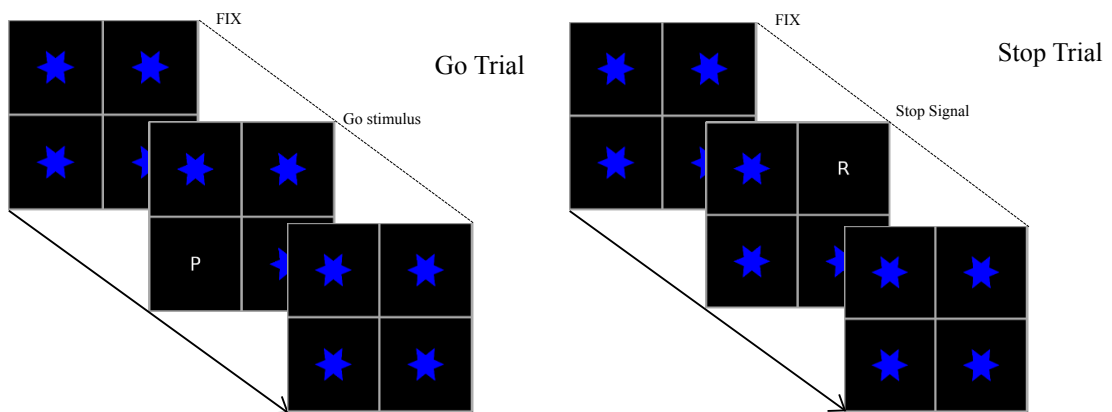 FIX
Go Trial
Go stimulus
P
FIX
Stop Trial
Stop Signal
R